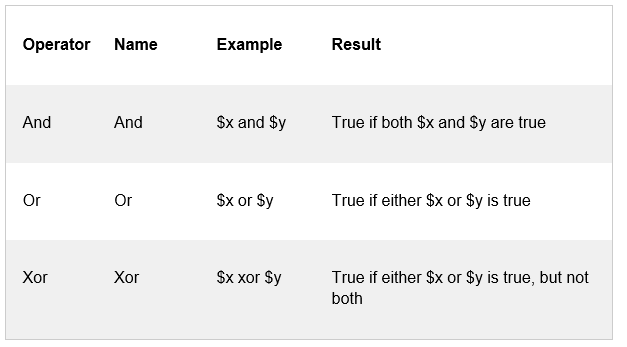 Operator Name Example Result
And And $x and $y True if both $x and $y are true
Or Or $x or $y True if either $x or $y is true
Xor Xor $x xor $y True if either $x or $y is true, but not
both